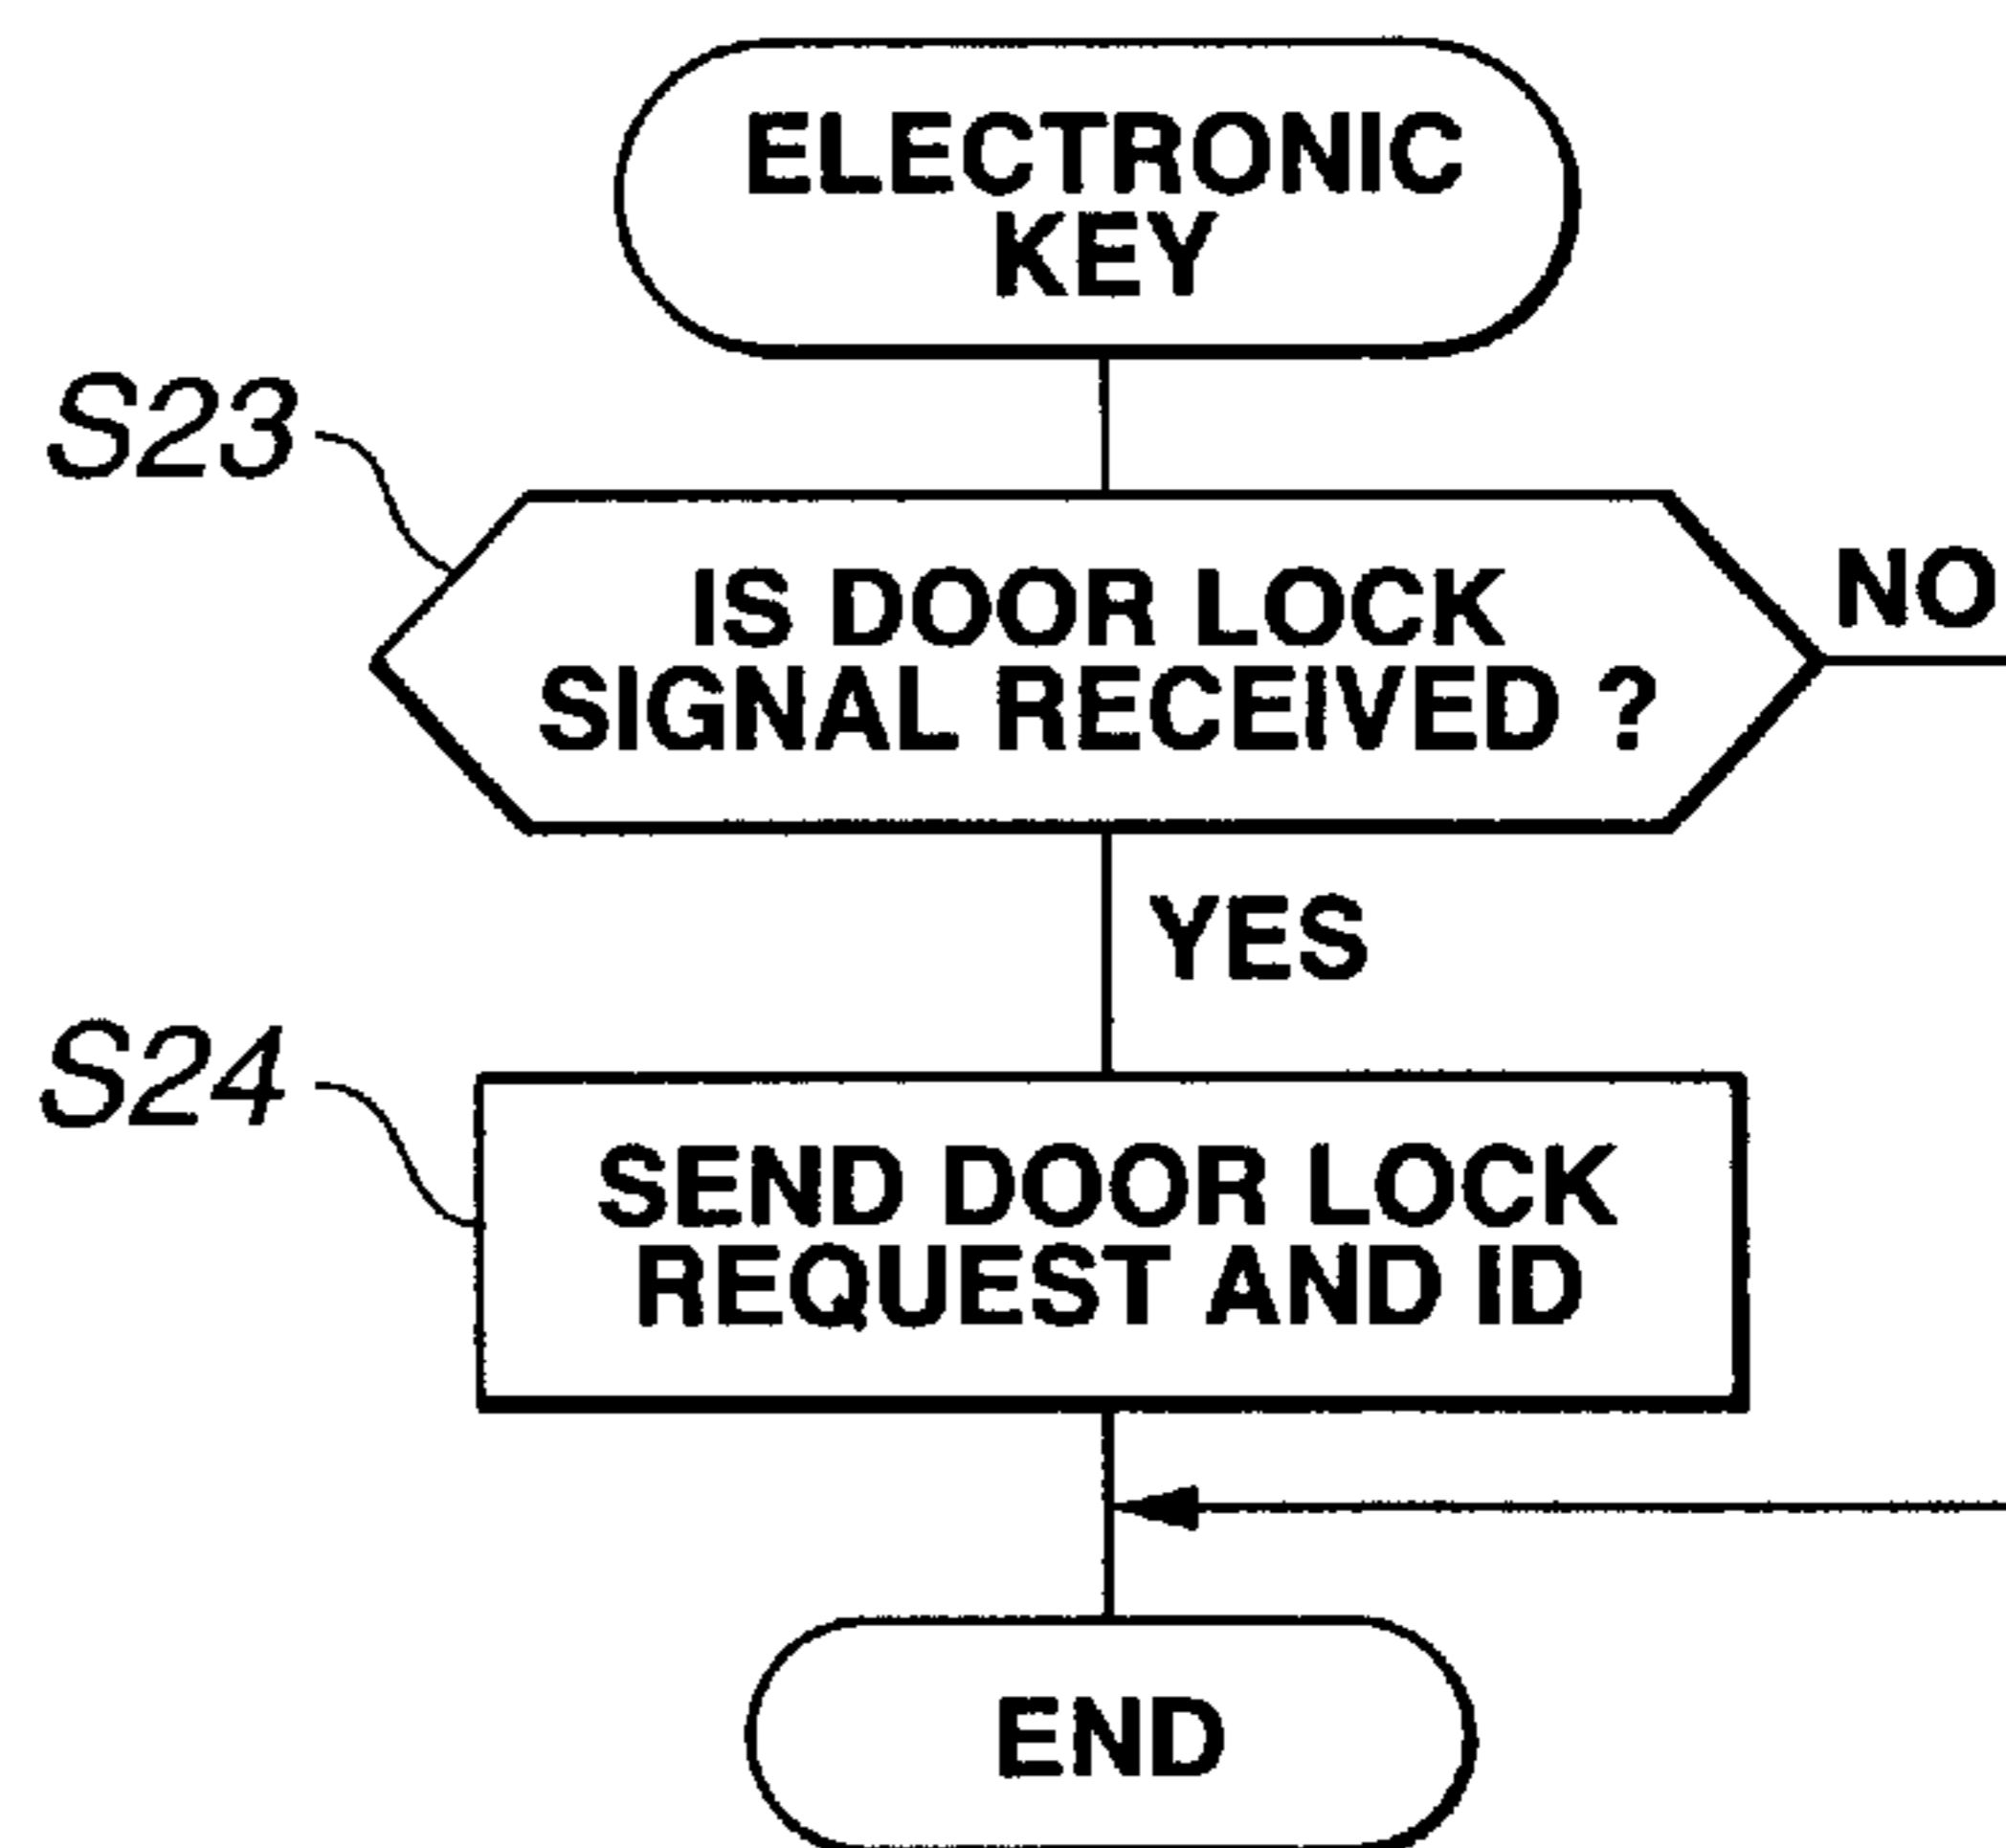 ELECTRONIC
KEY
S23
IS DOOR LOCK
SIGNAL RECEIVED ?
NO
YES
S24
SEND DOOR LOCK
REQUEST AND ID
END